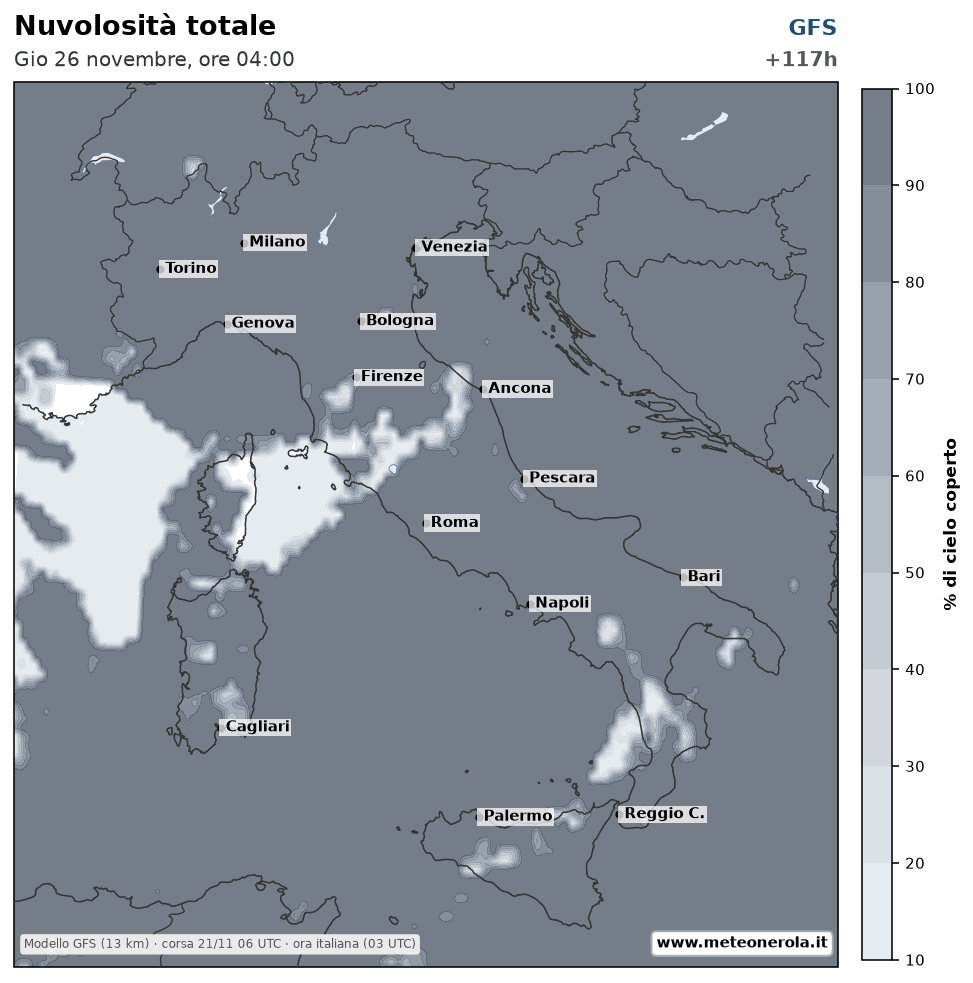 Nuvolosità totale
GFS
Gio 26 novembre, ore 04:00
+117h
Milano
Venezia
Torino
Genova
Bologna
Firenze
Ancona
Pescara
Roma
Bari
Napoli
Cagliari
Palermo
Reggio C.
Modello GFS (13 km) · corsa 21/11 06 UTC · ora italiana (03 UTC)
www.meteonerola.it
100
90
80
70
60
50
40
30
20
10
% di cielo coperto